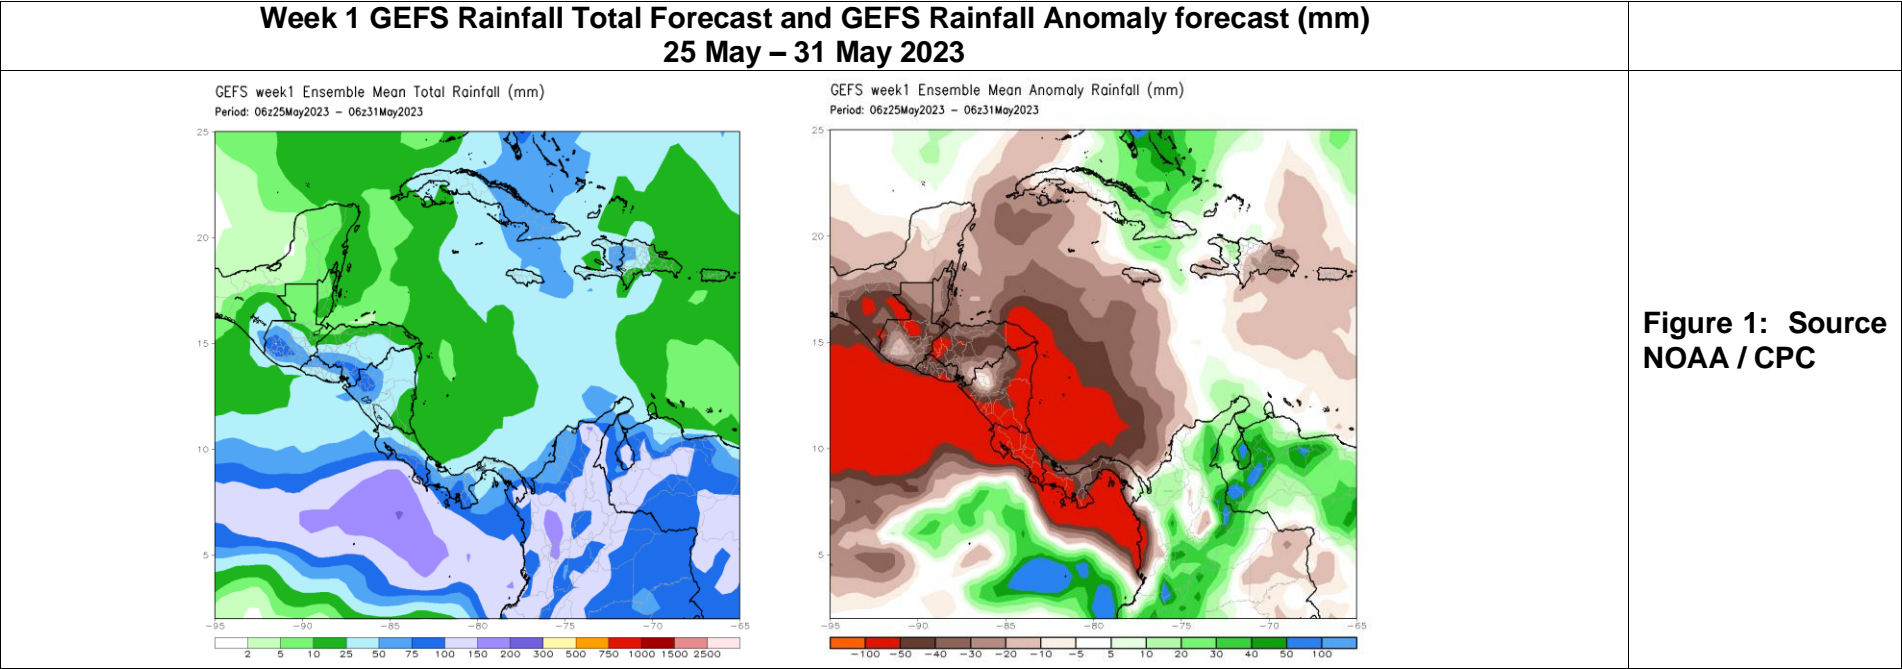 Week 1 GEFS Rainfall Total Forecast and GEFS Rainfall Anomaly forecast (mm)
25 May – 31 May 2023
GEFS week1 Ensemble Mean Total Rainfall (mm)
Period: 06z25May2023 – 06z31May2023
25
20
15
10
5
-95 -90 -85 -80 -75 -70 -65
2 5 10 25 50 75 100 150 200 300 500 750 1000 1500 2500
GEFS week1 Ensemble Mean Anomaly Rainfall (mm)
Period: 06z25May2023 – 06z31May2023
25
20
15
10
5
-95 -90 -85 -80 -75 -70 -65
-100 -50 -40 -30 -20 -10 -5 5 10 20 30 40 50 100
Figure 1: Source
NOAA / CPC